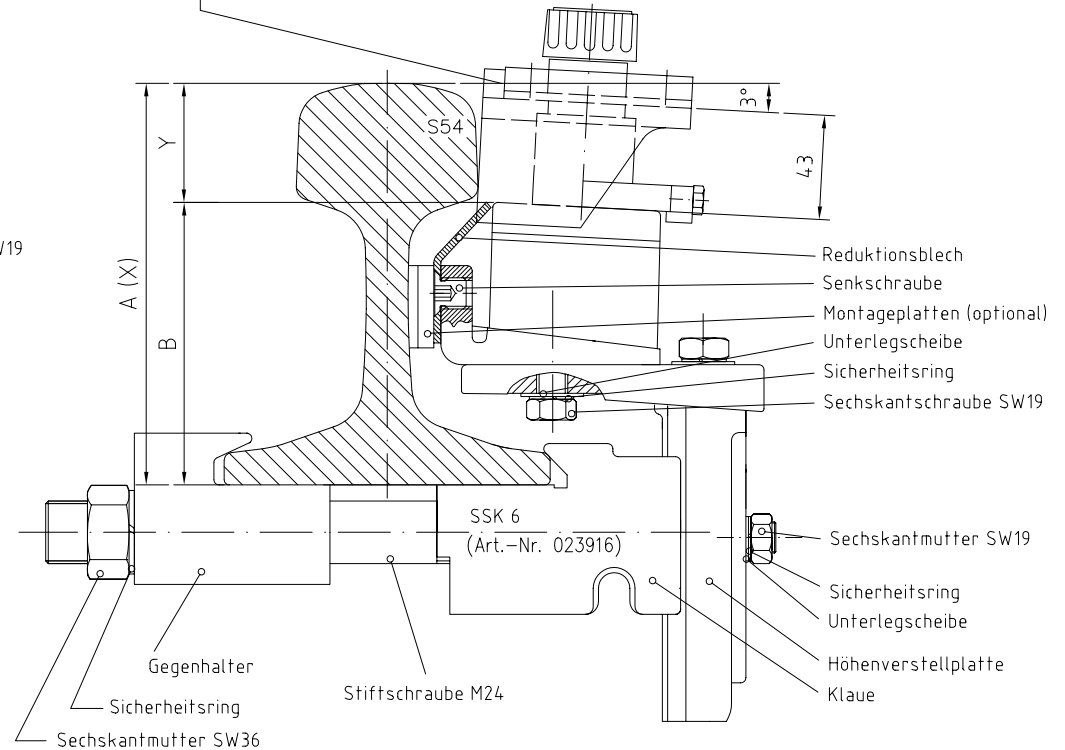 S54
3°
Y
43
W19
A (X)
B
Reduktionsblech
Senkschraube
Montageplatten (optional)
Unterlegscheibe
Sicherheitsring
Sechskantschraube SW19
SSK 6
(Art.-Nr. 023916)
Sechskantmutter SW19
Sicherheitsring
Unterlegscheibe
Höhenverstellplatte
Klaue
Gegenhalter
Stiftschraube M24
Sicherheitsring
Sechskantmutter SW36